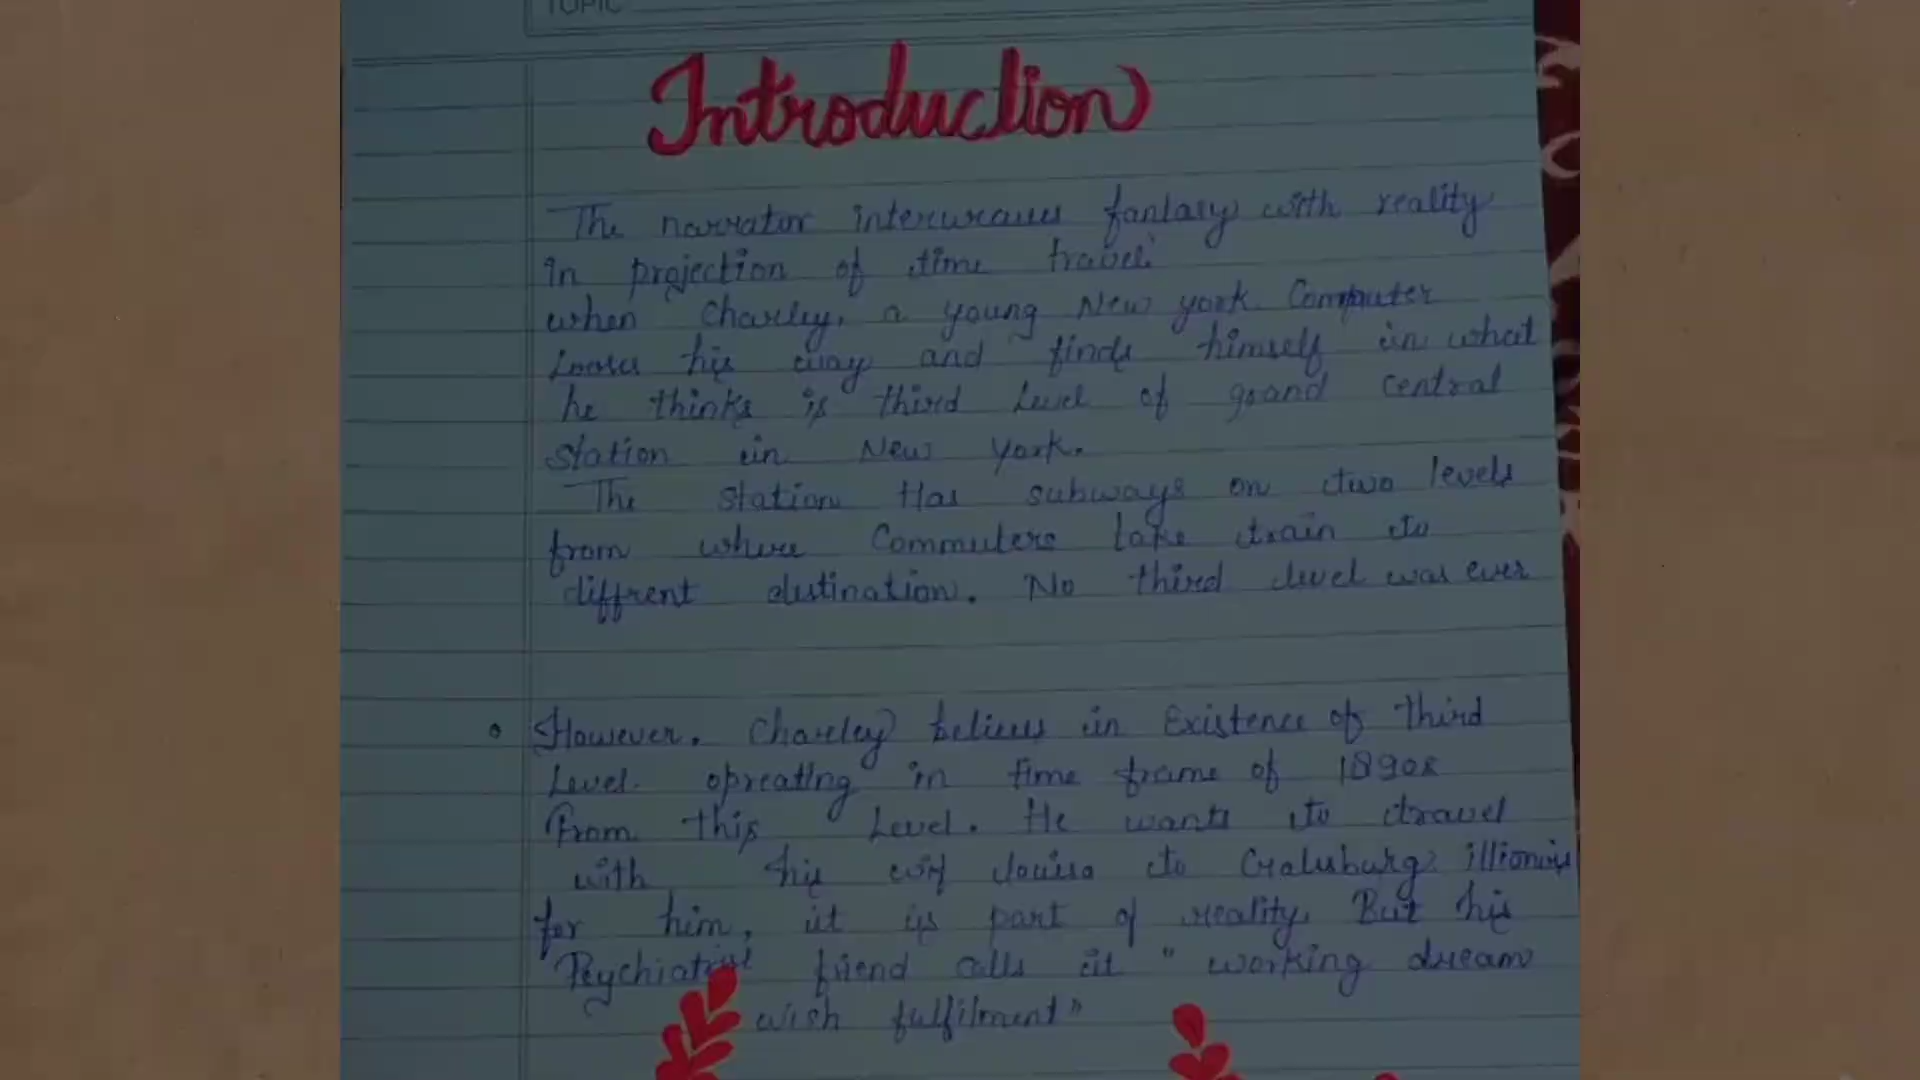 TOPIC
Introduction
The narrator interweaves fantasy with reality
in projection of time travel.
when Charley, a young New york Computer
Looses his way and finds himself in what
he thinks is third Level of grand central
station in New york.
The station Has subways on two levels
from where Commuters take train to
diffrent destination. No third level was ever
• However, Charley believes in Existence of third
Level. opreating in time frame of 1890s
From this Level. He wants to travel
with his wif louisa to Galusburg illionois
for him, it is part of reality. But his
Psychiatrist friend calls it "working dream
wish fulfilment"